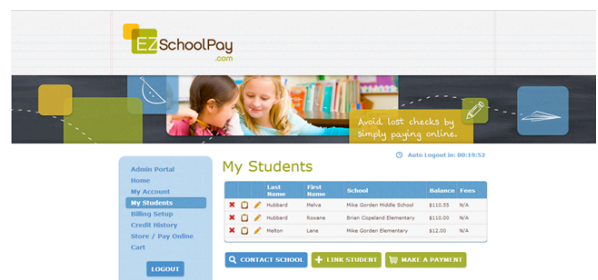 EZSchoolPay
.com
Avoid lost checks by
simply paying online.
Auto Logout in: 00:19:52
Admin Portal
Home
My Account
My Students
Billing Setup
Credit History
Store / Pay Online
Cart
LOGOUT
My Students
Last Name First Name School Balance Fees
Hubbard Melva Mike Gorden Middle School $110.55 N/A
Hubbard Roxana Brian Copeland Elementary $110.00 N/A
Melton Lane Mike Gorden Elementary $12.00 N/A
CONTACT SCHOOL LINK STUDENT MAKE A PAYMENT